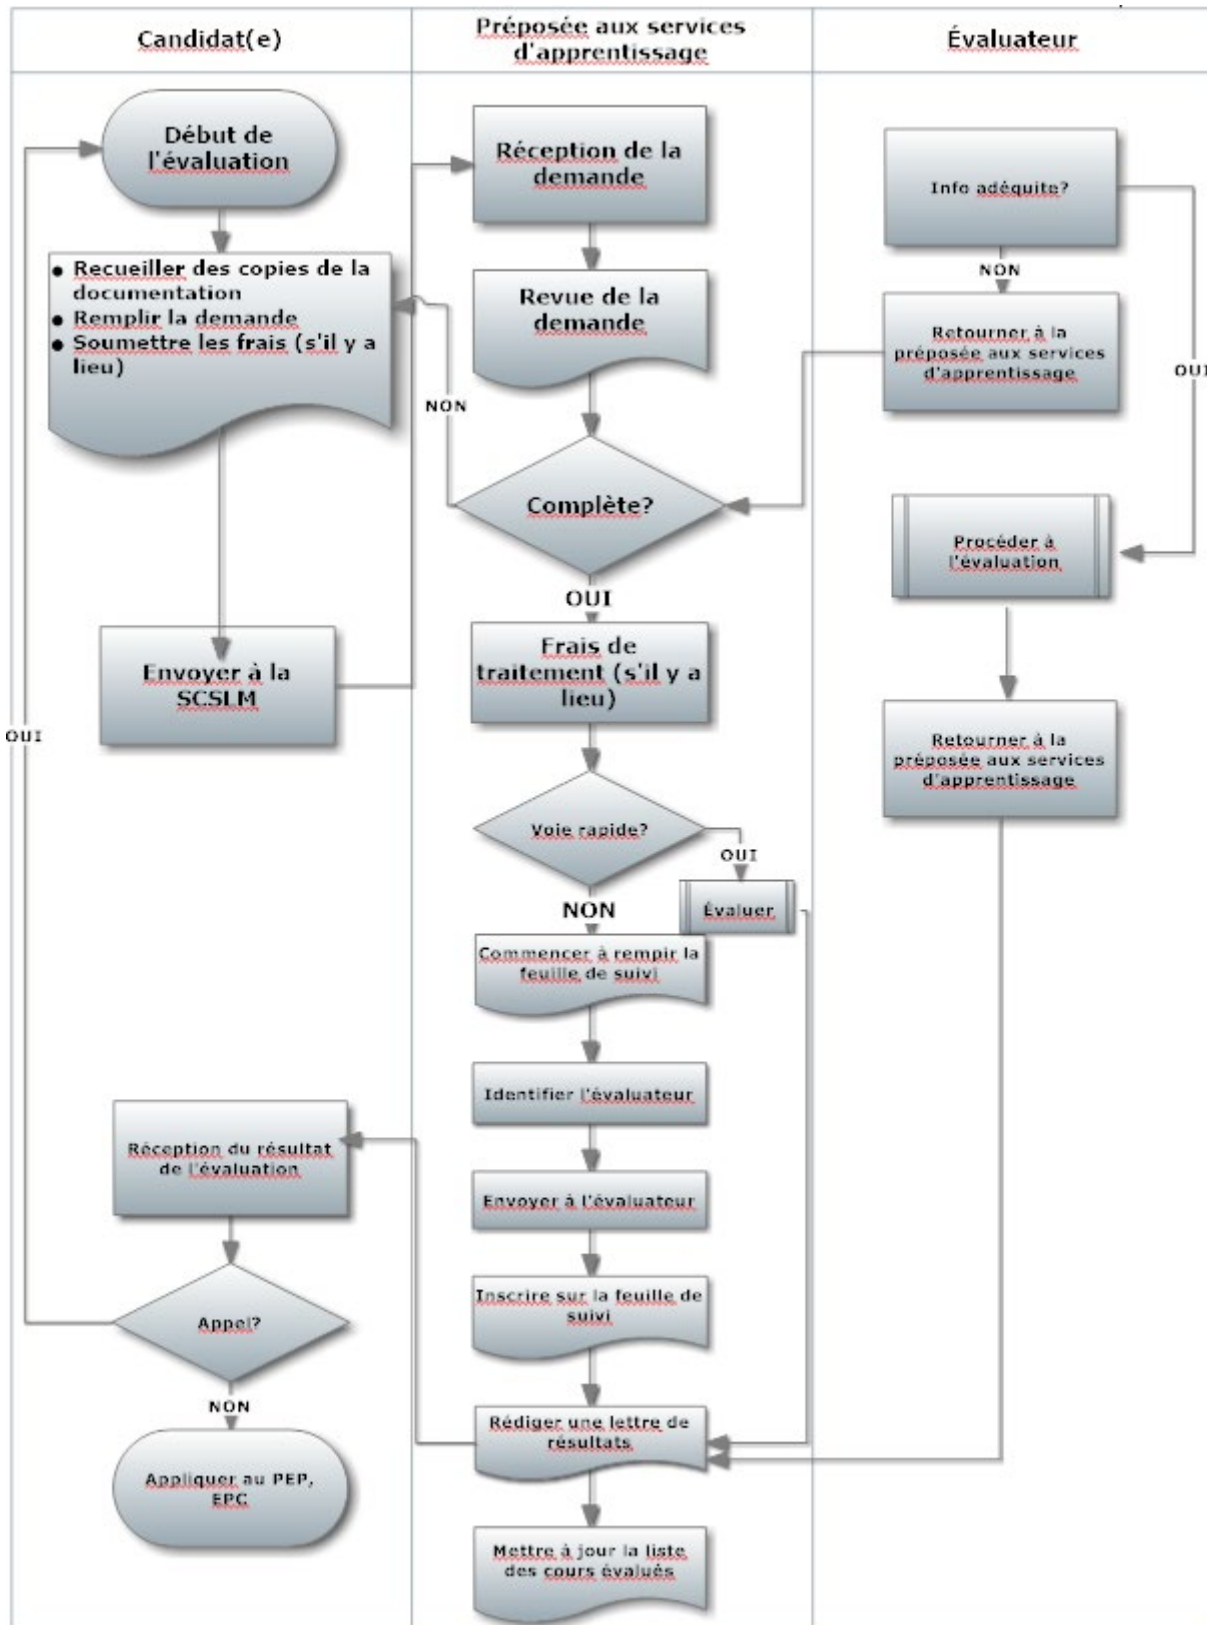 Candidat(e)
Préposée aux services
d'apprentissage
Évaluateur
Début de
l'évaluation
● Recueiller des copies de la
documentation
● Remplir la demande
● Soumettre les frais (s'il y a
lieu)
Envoyer à la
SCSLM
OUI
Réception du résultat
de l'évaluation
Appel?
NON
Appliquer au PEP,
EPC
Réception de la
demande
Revue de la
demande
NON
Complète?
OUI
Frais de
traitement (s'il y a
lieu)
Voie rapide?
OUI
Évaluer
NON
Commencer à rempir la
feuille de suivi
Identifier l'évaluateur
Envoyer à l'évaluateur
Inscrire sur la feuille de
suivi
Rédiger une lettre de
résultats
Mettre à jour la liste
des cours évalués
Info adéquite?
NON
Retourner à la
préposée aux services
d'apprentissage
OUI
Procéder à
l'évaluation
Retourner à la
préposée aux services
d'apprentissage